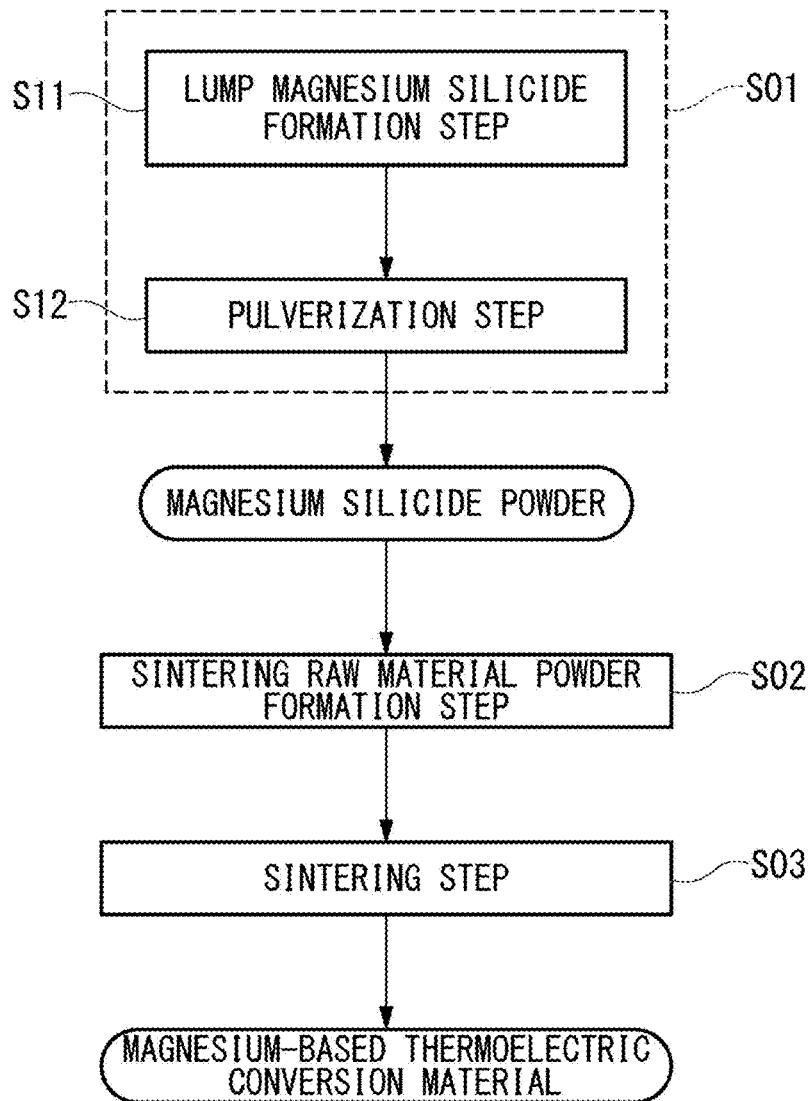 S11
LUMP MAGNESIUM SILICIDE
FORMATION STEP
S01
S12
PULVERIZATION STEP
MAGNESIUM SILICIDE POWDER
SINTERING RAW MATERIAL POWDER
FORMATION STEP
S02
SINTERING STEP
S03
MAGNESIUM-BASED THERMOELECTRIC
CONVERSION MATERIAL